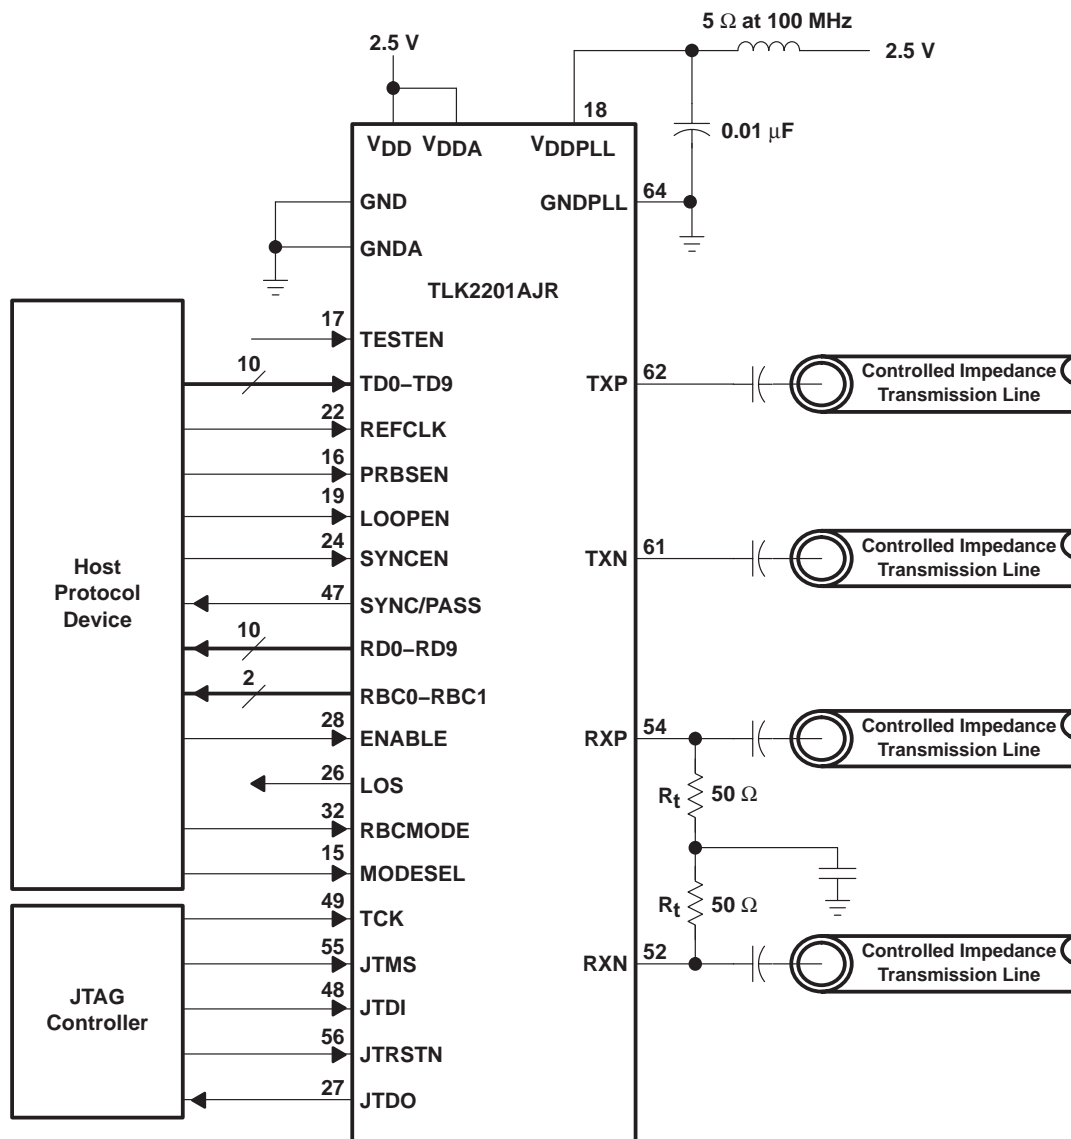 5 Ω at 100 MHz
2.5 V
2.5 V
18
0.01 μF
VDD
VDDA
VDDPLL
GND
GNDPLL
64
GNDA
TLK2201AJR
17
TESTEN
10
TD0–TD9
TXP
62
Controlled Impedance
Transmission Line
22
REFCLK
16
PRBSEN
19
LOOPEN
24
SYNCEN
TXN
61
Controlled Impedance
Transmission Line
Host
Protocol
Device
47
SYNC/PASS
10
RD0–RD9
2
RBC0–RBC1
28
ENABLE
RXP
54
Controlled Impedance
Transmission Line
26
LOS
Rt
50 Ω
32
RBCMODE
15
MODESEL
Rt
50 Ω
49
TCK
55
JTMS
RXN
52
Controlled Impedance
Transmission Line
JTAG
Controller
48
JTDI
56
JTRSTN
27
JTDO